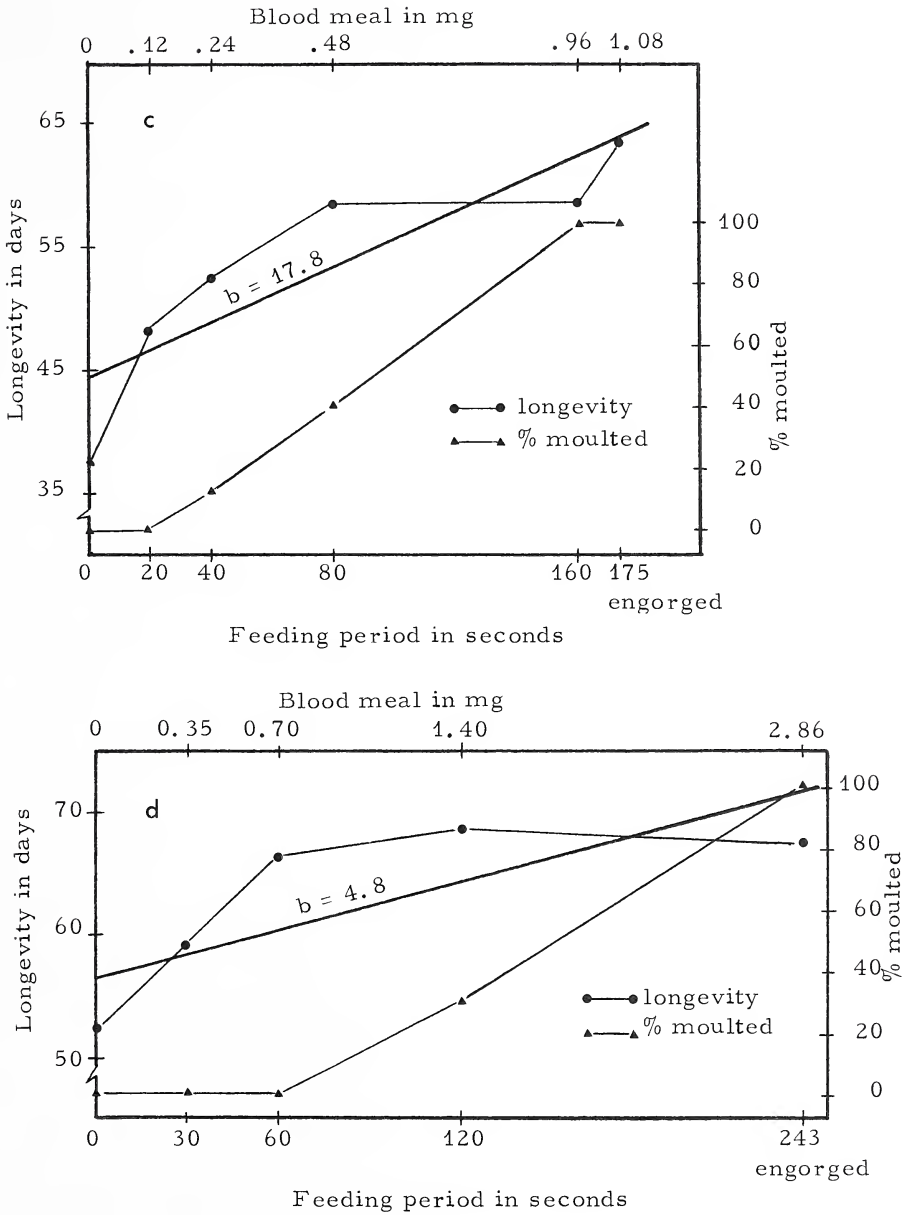 Blood meal in mg
0 .12 .24 .48 .96 1.08
c
65
55
45
35
Longevity in days
b = 17.8
100
80
60
40
20
0
% moulted
longevity
% moulted
0 20 40 80 160 175
engorged
Feeding period in seconds
Blood meal in mg
0 0.35 0.70 1.40 2.86
d
70
60
50
Longevity in days
b = 4.8
100
80
60
40
20
0
% moulted
longevity
% moulted
0 30 60 120 243
engorged
Feeding period in seconds